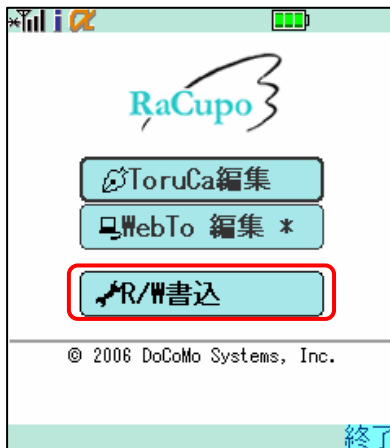 i α
RaCupo
ToruCa編集
WebTo 編集 *
R/W書込
© 2006 DoCoMo Systems, Inc.
終了